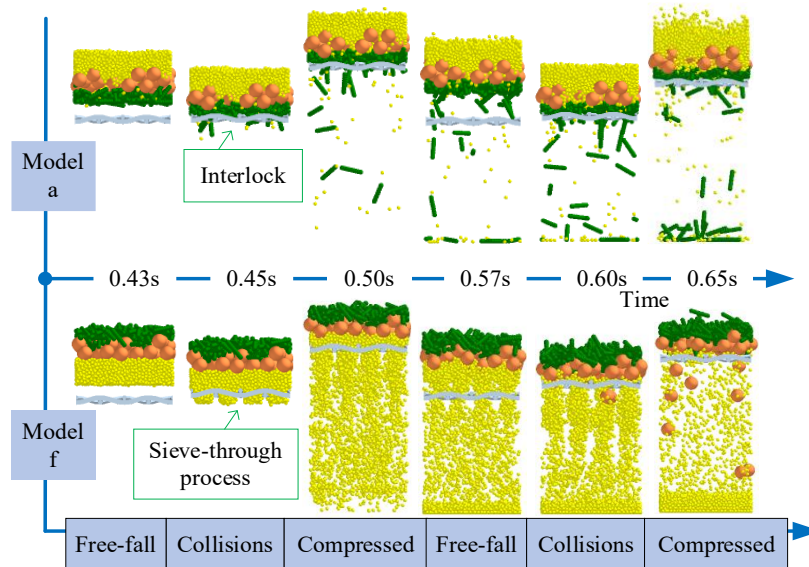 Model
a
Interlock
0.43s
0.45s
0.50s
0.57s
0.60s
0.65s
Time
Model
f
Sieve-through
process
Free-fall
Collisions
Compressed
Free-fall
Collisions
Compressed